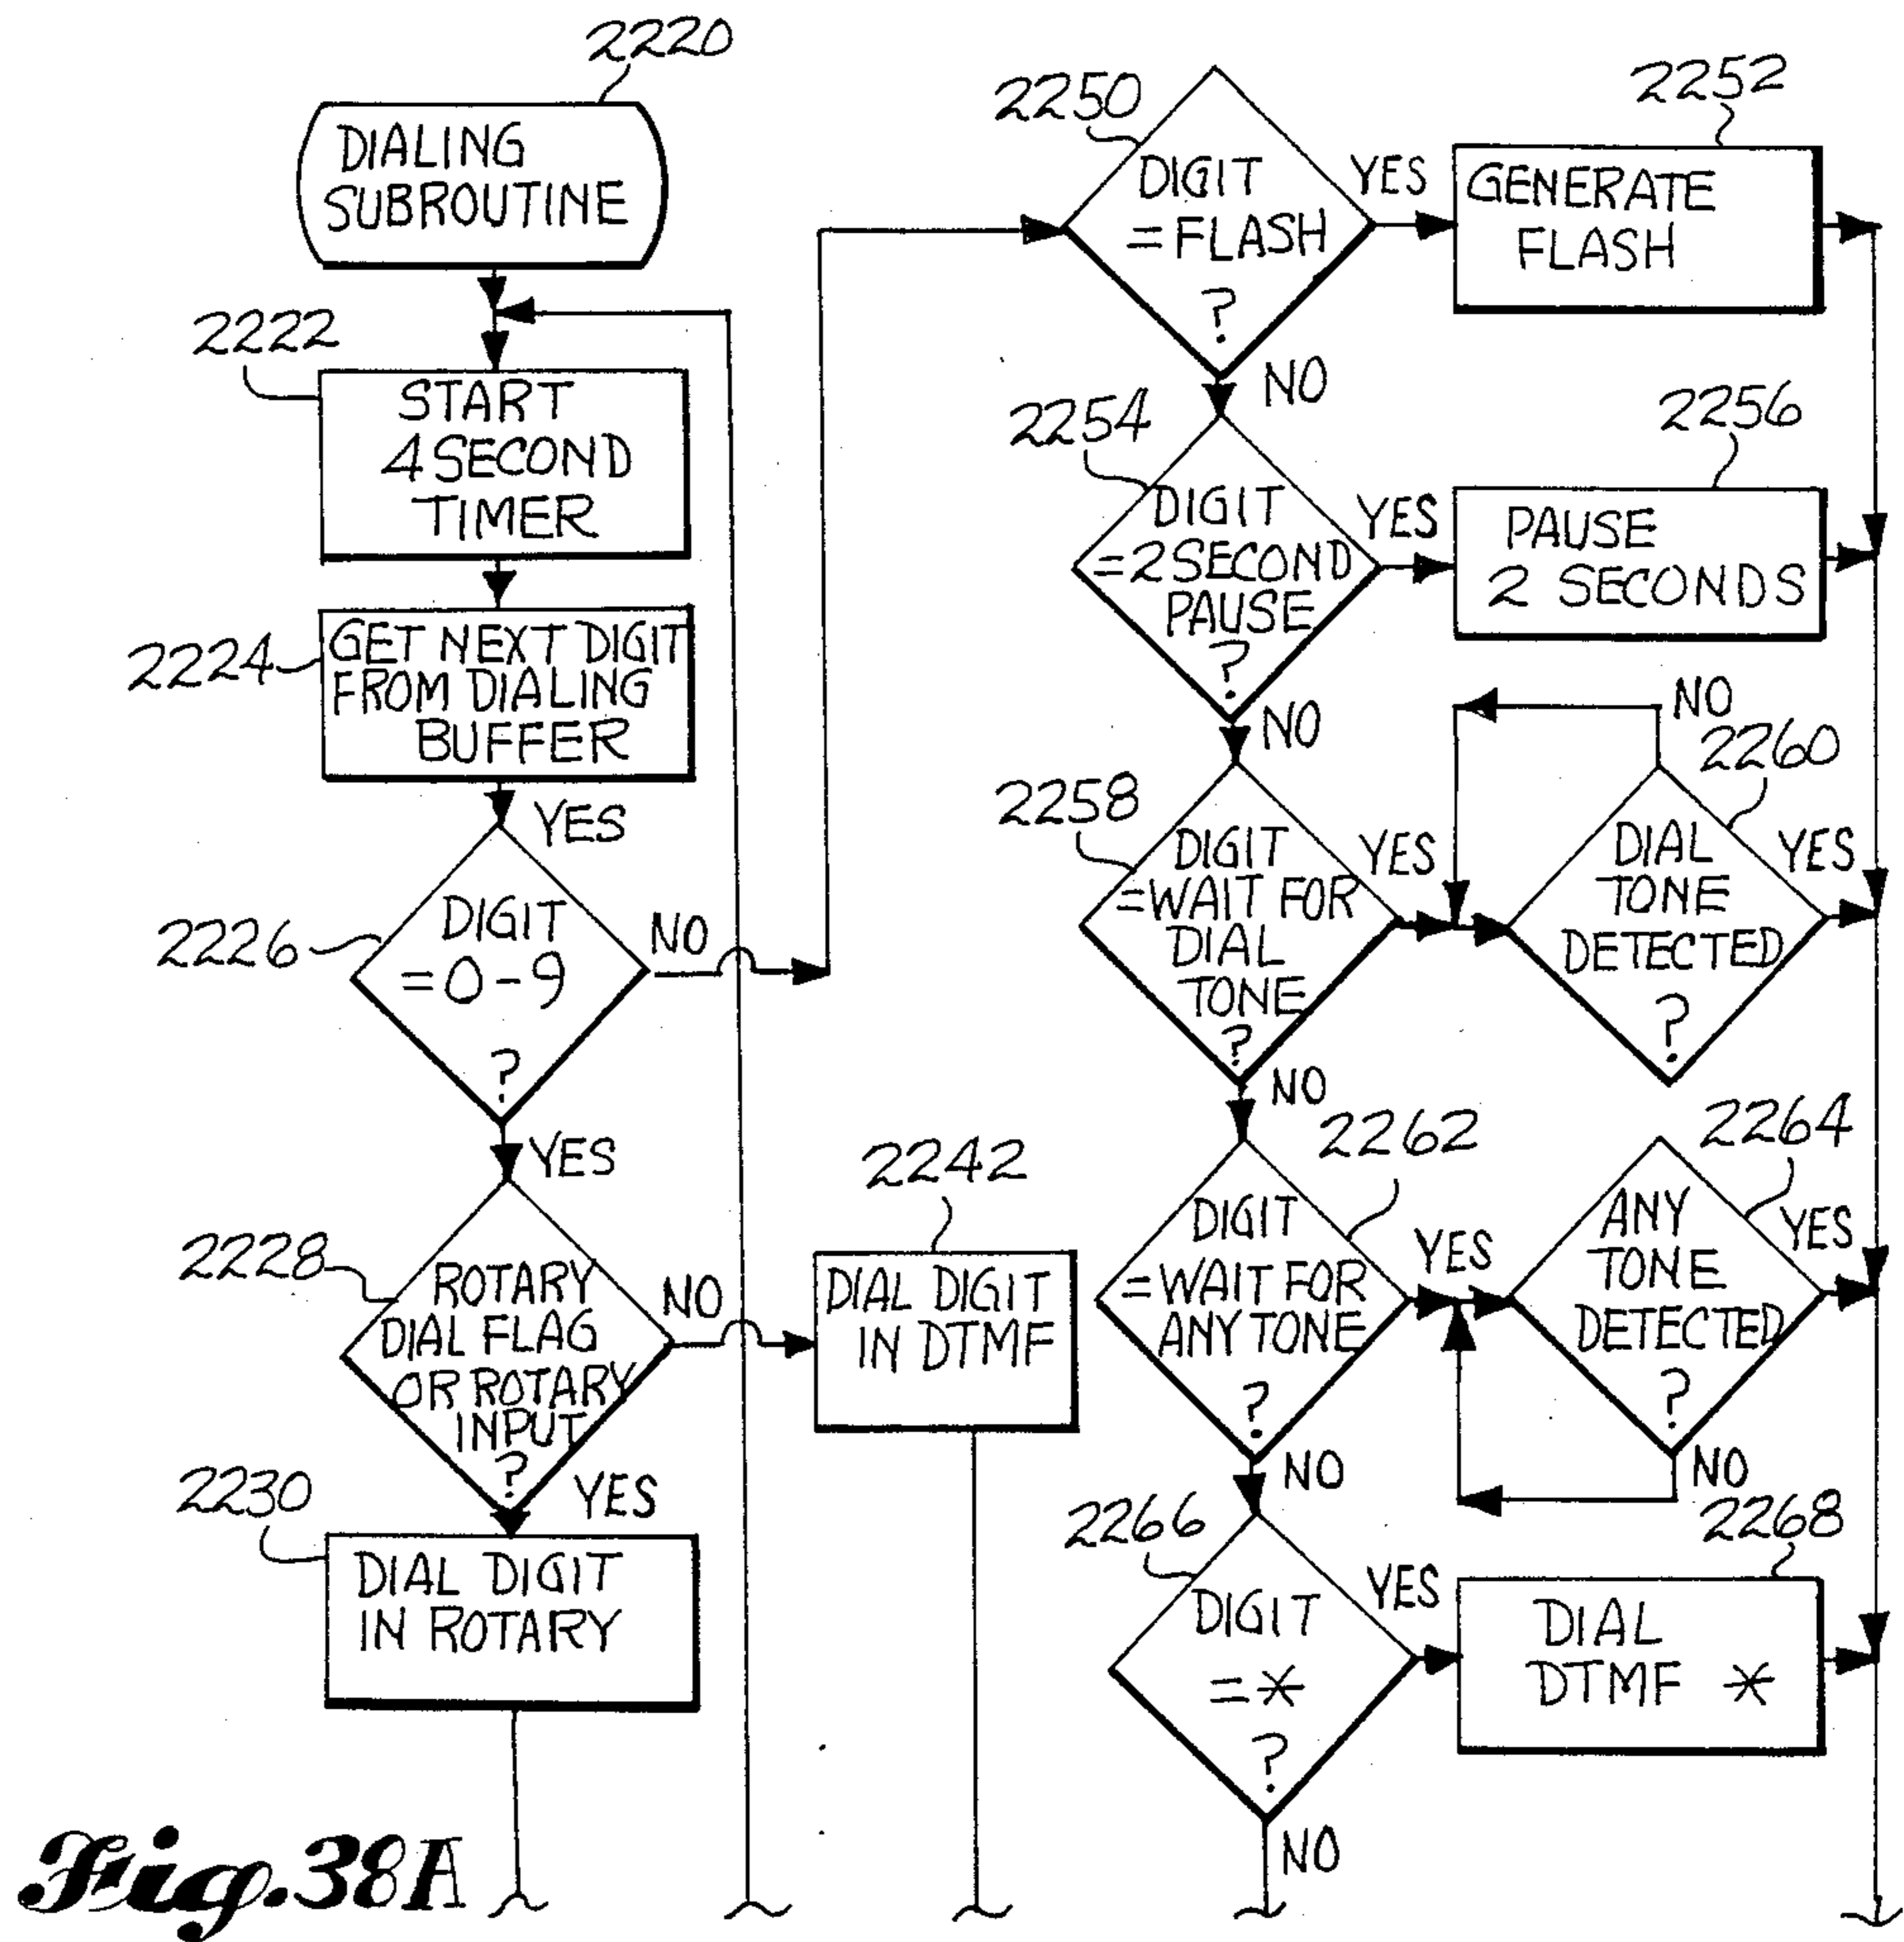 2220
DIALING
SUBROUTINE
2222
START
4 SECOND
TIMER
2224
GET NEXT DIGIT
FROM DIALING
BUFFER
YES
2226
DIGIT
=0-9
?
NO
YES
2228
ROTARY
DIAL FLAG
OR ROTARY
INPUT
?
NO
YES
2242
DIAL DIGIT
IN DTMF
2230
DIAL DIGIT
IN ROTARY
2250
DIGIT
=FLASH
?
YES
NO
2252
GENERATE
FLASH
2254
DIGIT
=2 SECOND
PAUSE
?
YES
NO
2256
PAUSE
2 SECONDS
2258
DIGIT
=WAIT FOR
DIAL
TONE
?
YES
NO
NO
2260
DIAL
TONE
DETECTED
?
YES
2262
DIGIT
=WAIT FOR
ANY TONE
?
YES
NO
2264
ANY
TONE
DETECTED
?
YES
NO
2266
DIGIT
=*
?
YES
NO
2268
DIAL
DTMF *
Fig. 38A